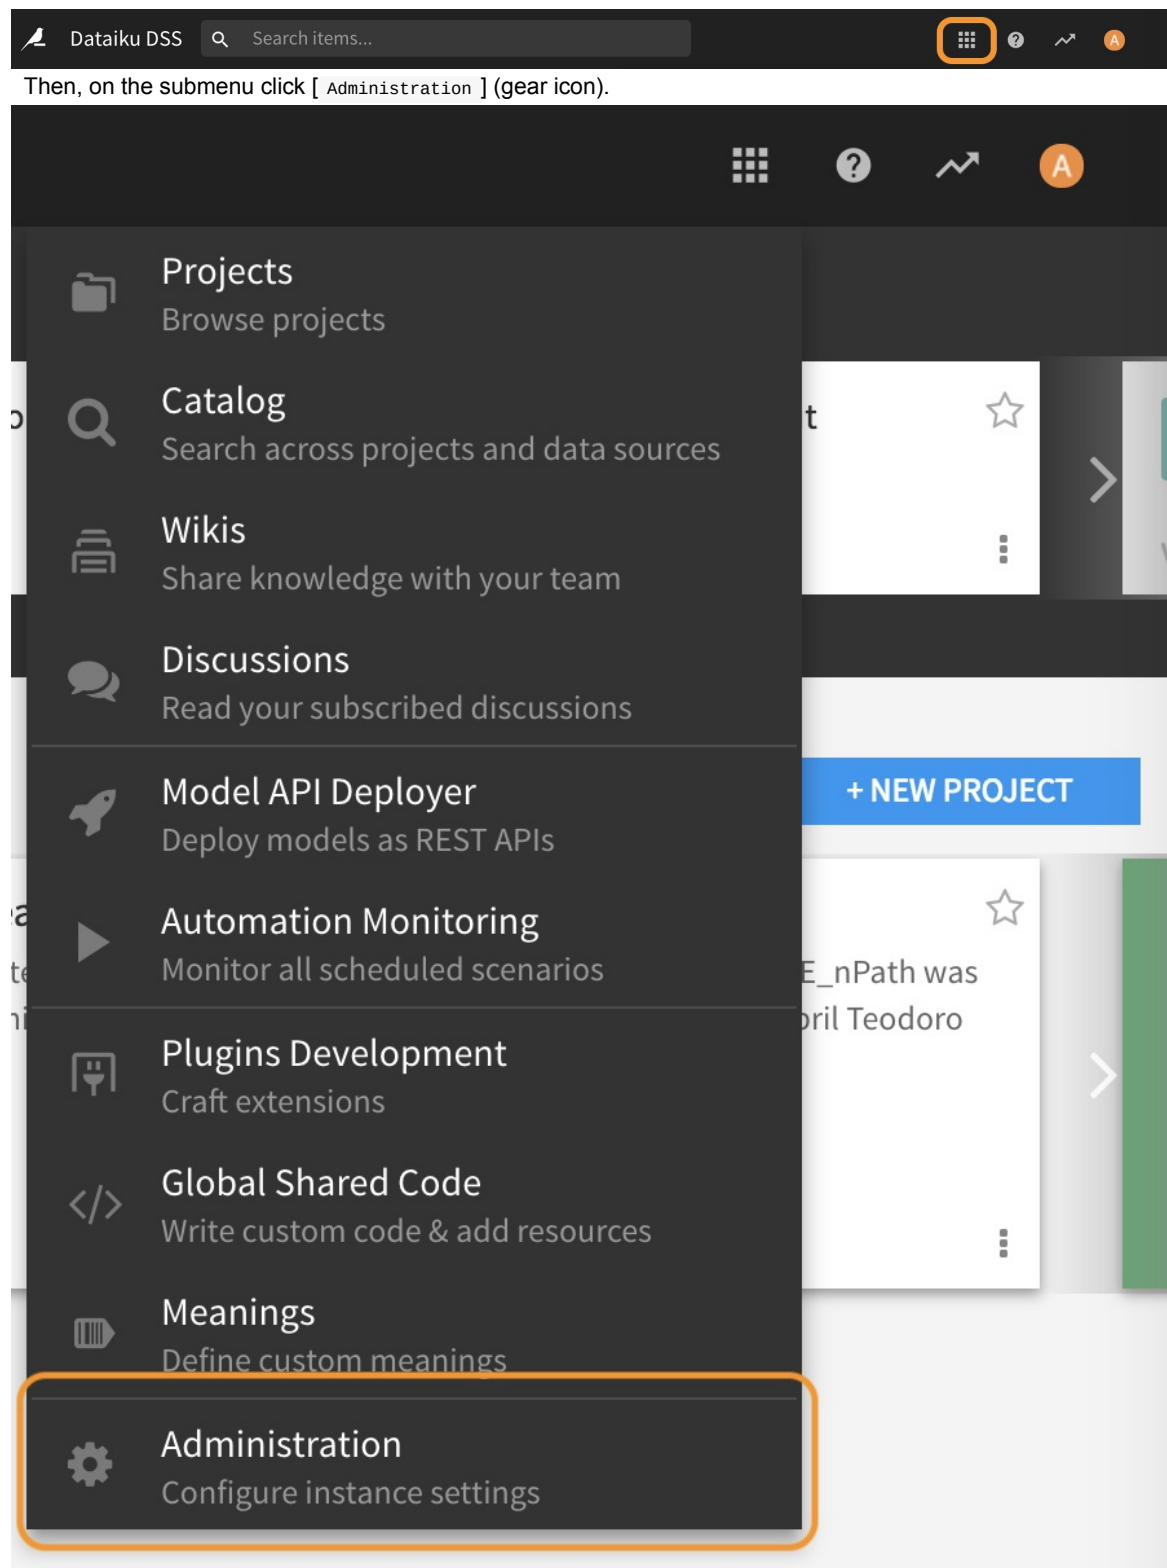 Dataiku DSS Search items... A
Then, on the submenu click [ Administration ] (gear icon).
A
Projects
Browse projects
Catalog
Search across projects and data sources
t
Wikis
Share knowledge with your team
Discussions
Read your subscribed discussions
Model API Deployer
Deploy models as REST APIs
+ NEW PROJECT
Automation Monitoring
Monitor all scheduled scenarios
E_nPath was
pril Teodoro
Plugins Development
Craft extensions
</> Global Shared Code
Write custom code & add resources
Meanings
Define custom meanings
Administration
Configure instance settings